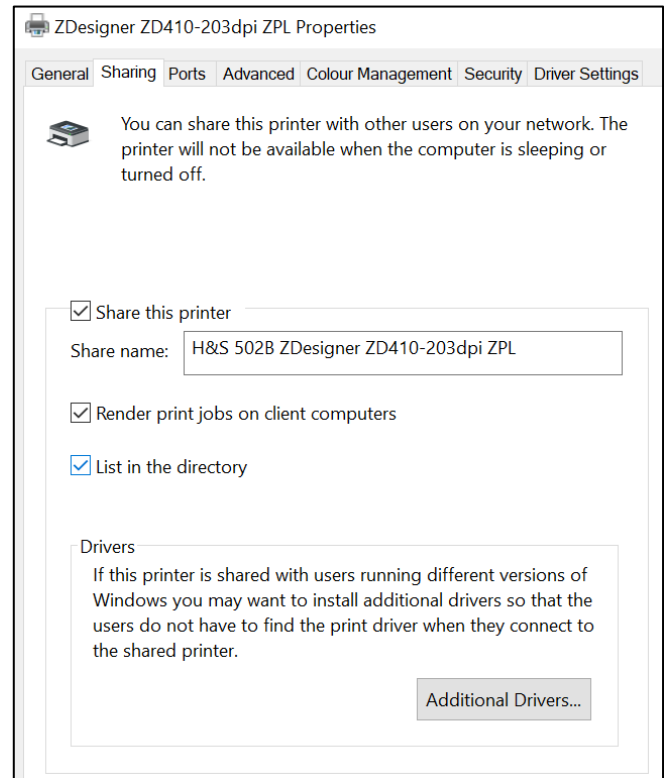 ZDesigner ZD410-203dpi ZPL Properties
General Sharing Ports Advanced Colour Management Security Driver Settings
You can share this printer with other users on your network. The
printer will not be available when the computer is sleeping or
turned off.
Share this printer
Share name: H&S 502B ZDesigner ZD410-203dpi ZPL
Render print jobs on client computers
List in the directory
Drivers
If this printer is shared with users running different versions of
Windows you may want to install additional drivers so that the
users do not have to find the print driver when they connect to
the shared printer.
Additional Drivers...